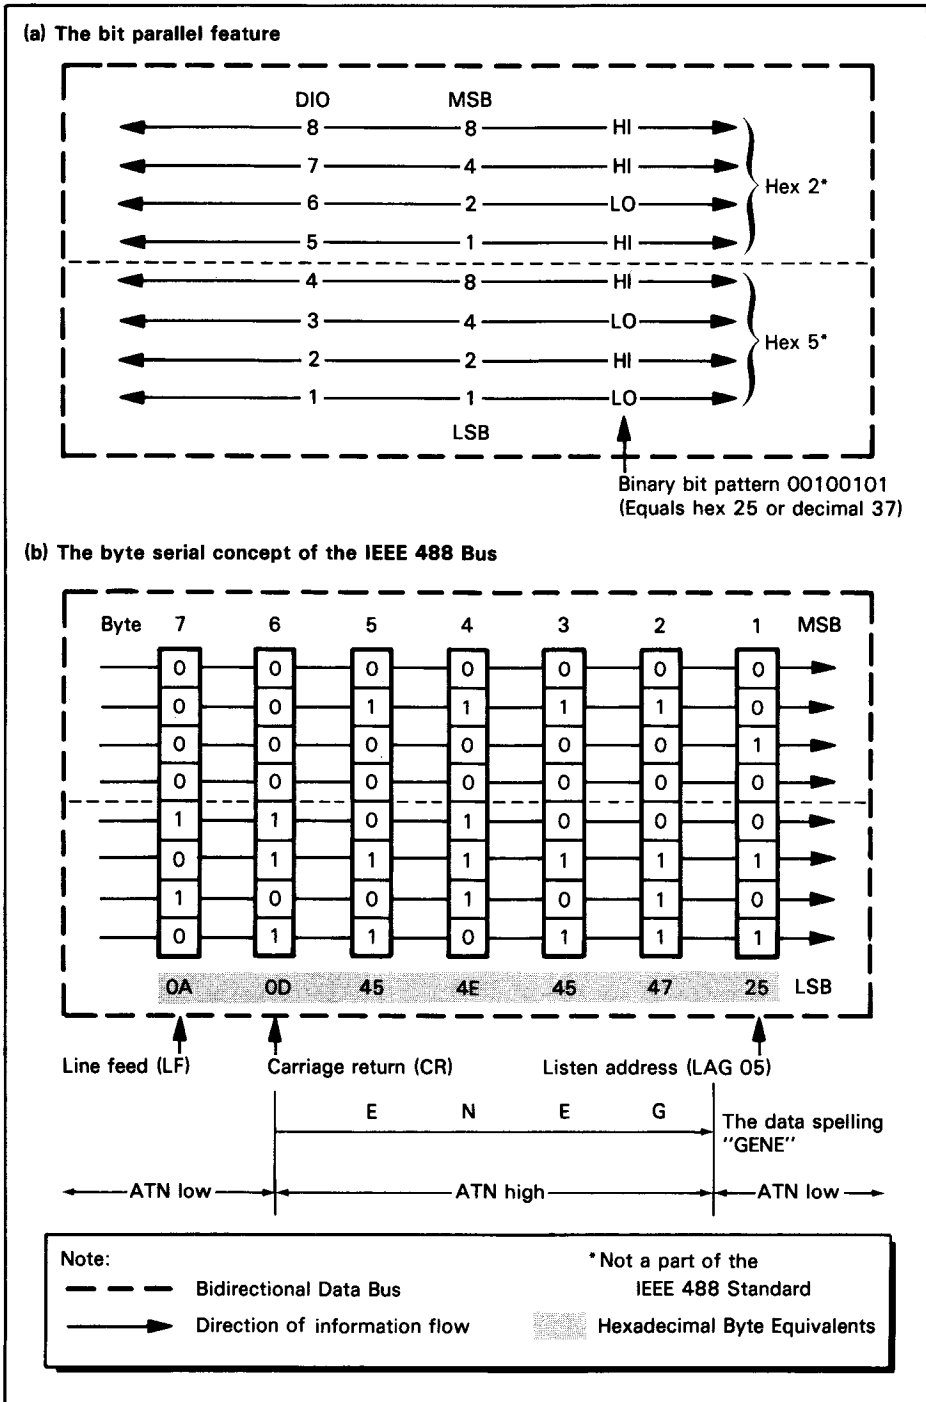 (a) The bit parallel feature
DIO MSB
8 8 HI
7 4 HI
6 2 LO
5 1 HI
Hex 2*
4 8 HI
3 4 LO
2 2 HI
1 1 LO
Hex 5*
LSB
Binary bit pattern 00100101
(Equals hex 25 or decimal 37)
(b) The byte serial concept of the IEEE 488 Bus
Byte 7 6 5 4 3 2 1 MSB
0 0 0 0 0 0 0
0 0 1 1 1 1 0
0 0 0 0 0 0 1
0 0 0 0 0 0 0
1 1 0 1 0 0 0
0 1 1 1 1 1 1
1 0 0 1 0 1 0
0 1 1 0 1 1 1
0A 0D 45 4E 45 47 25 LSB
Line feed (LF) Carriage return (CR) Listen address (LAG 05)
E N E G
The data spelling
"GENE"
ATN low ATN high ATN low
Note:
Bidirectional Data Bus
Direction of information flow
*Not a part of the
IEEE 488 Standard
Hexadecimal Byte Equivalents